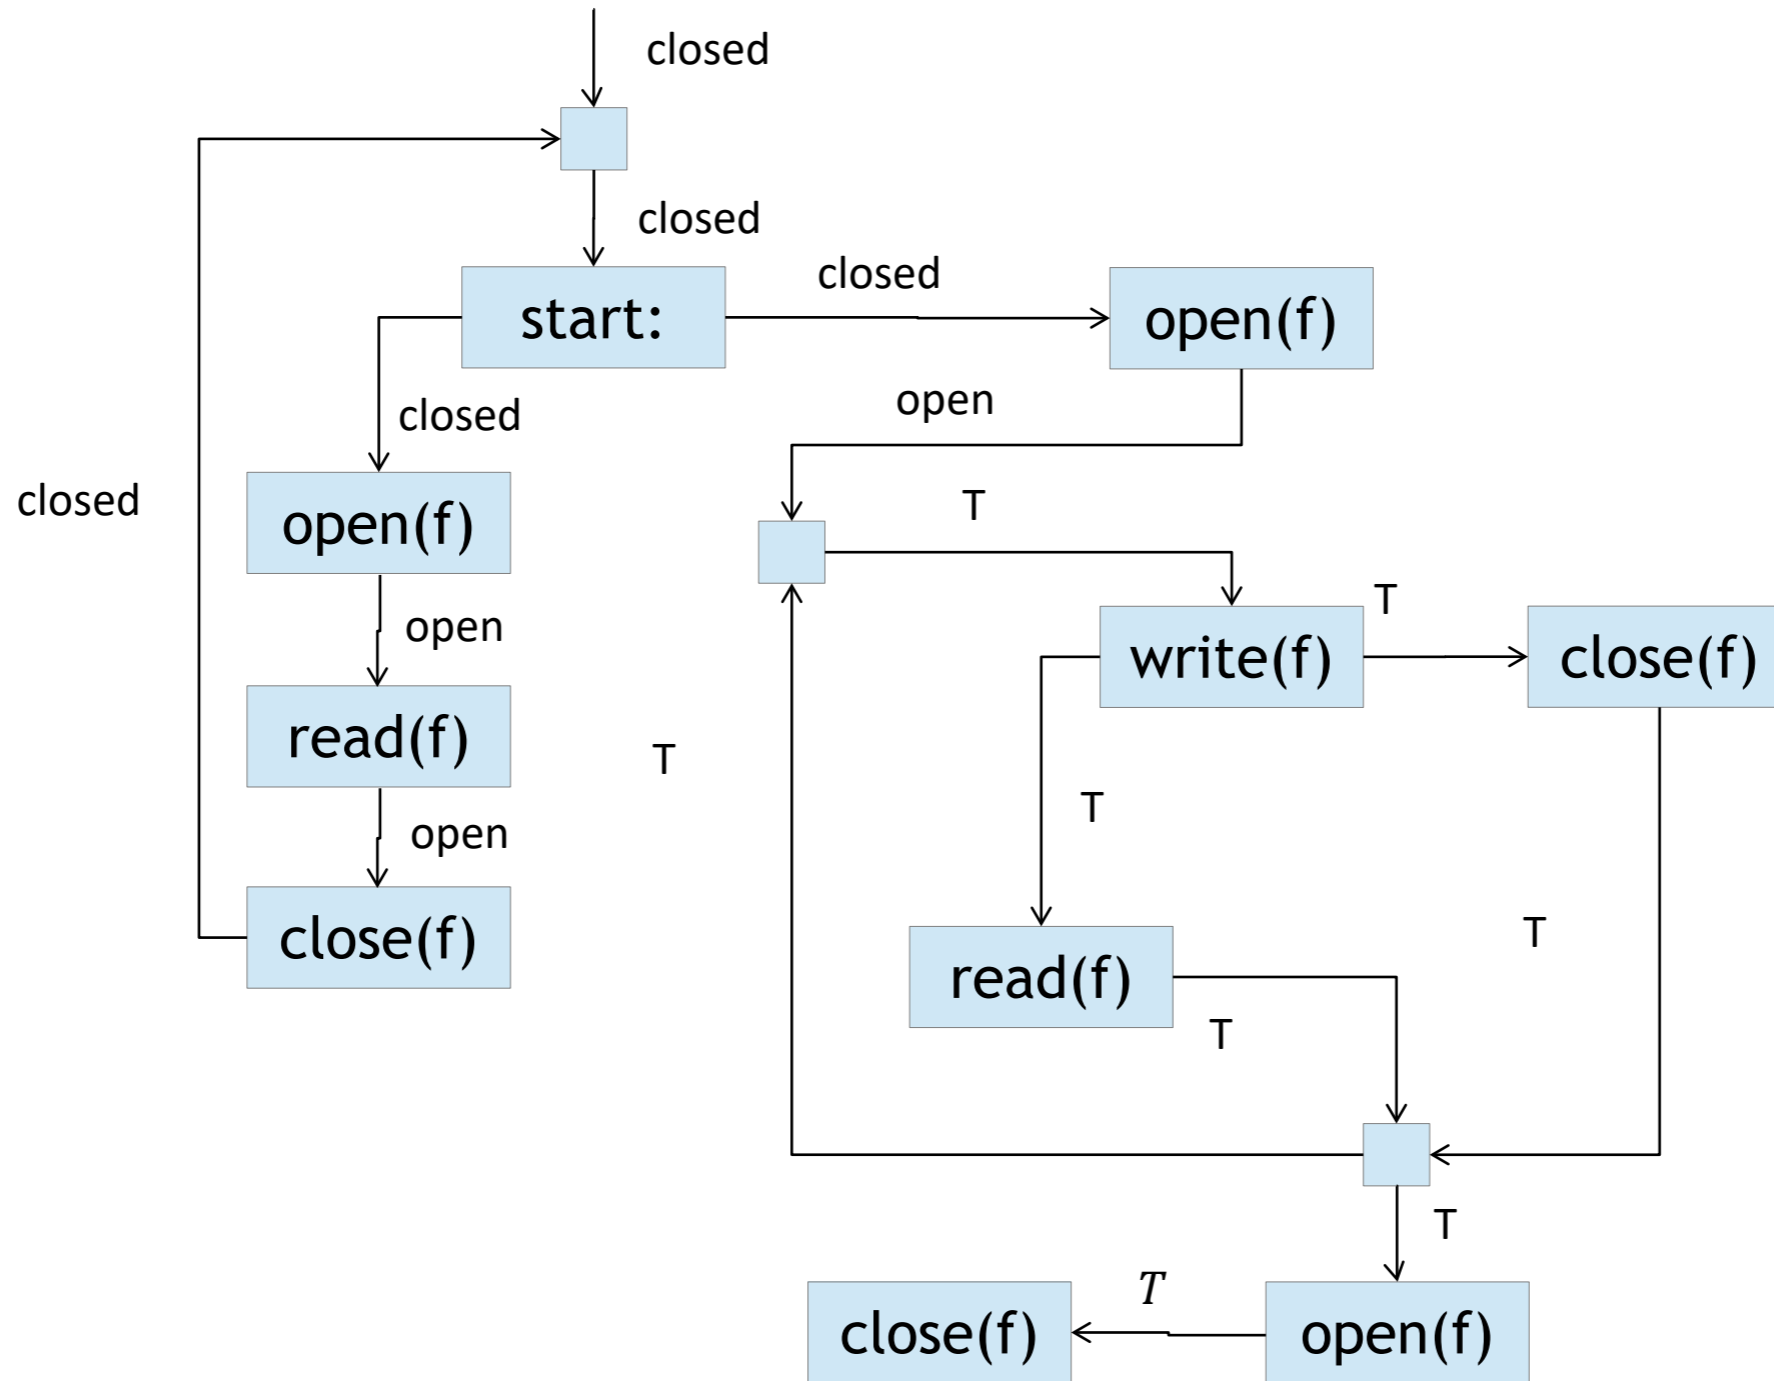 closed
closed
start:
closed
open(f)
closed
open
closed
open(f)
T
open
T
write(f)
T
close(f)
read(f)
T
T
open
close(f)
read(f)
T
T
T
T
close(f)
open(f)